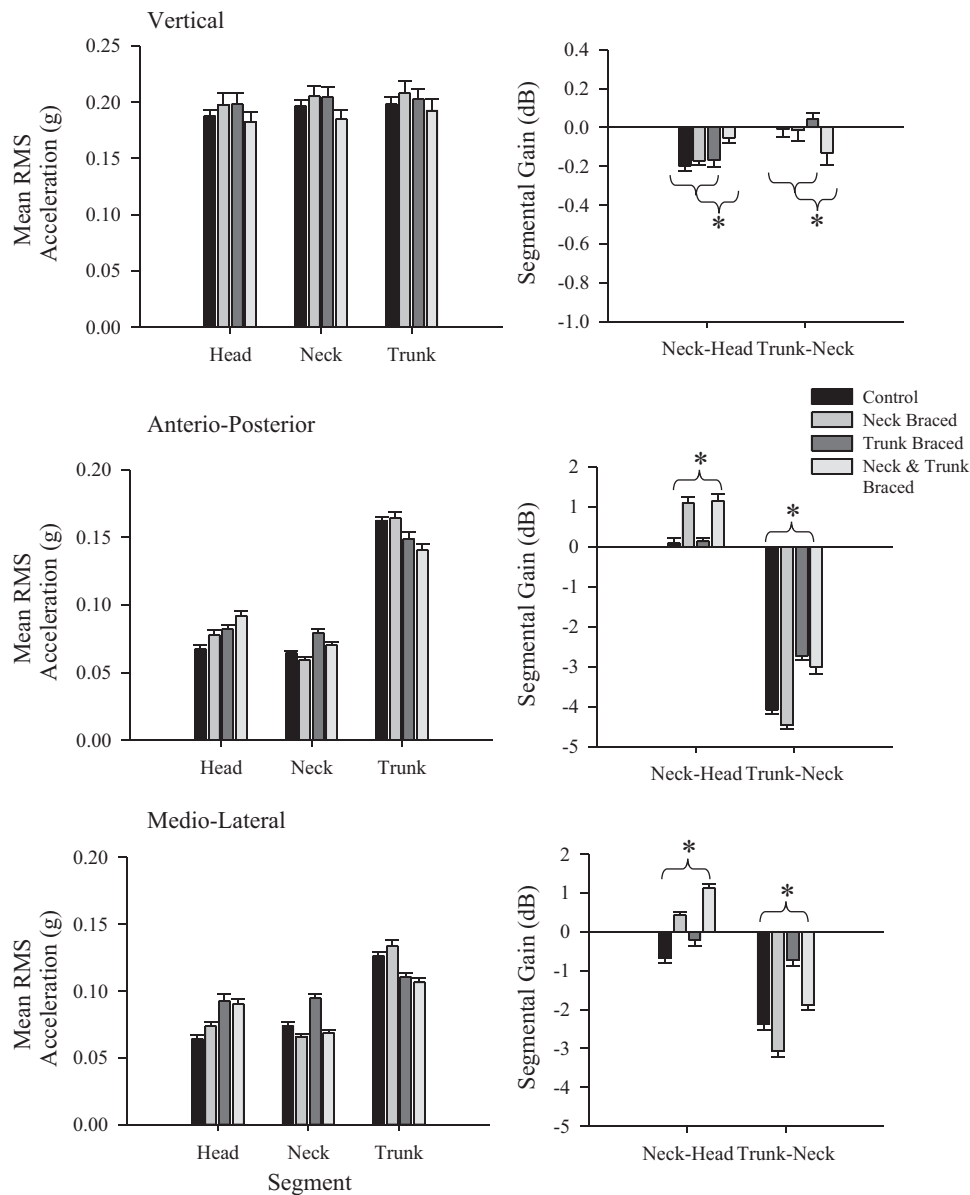 Vertical
Mean RMS
Acceleration (g)
0.25
0.20
0.15
0.10
0.05
0.00
Head Neck Trunk
Segmental Gain (dB)
0.4
0.2
0.0
-0.2
-0.4
-0.6
-0.8
-1.0
* *
Neck-Head Trunk-Neck
Control
Neck Braced
Trunk Braced
Neck & Trunk
Braced
Anterio-Posterior
Mean RMS
Acceleration (g)
0.20
0.15
0.10
0.05
0.00
Head Neck Trunk
Segmental Gain (dB)
2
1
0
-1
-2
-3
-4
-5
* *
Neck-Head Trunk-Neck
Medio-Lateral
Mean RMS
Acceleration (g)
0.20
0.15
0.10
0.05
0.00
Head Neck Trunk
Segment
Segmental Gain (dB)
2
1
0
-1
-2
-3
-4
-5
* *
Neck-Head Trunk-Neck